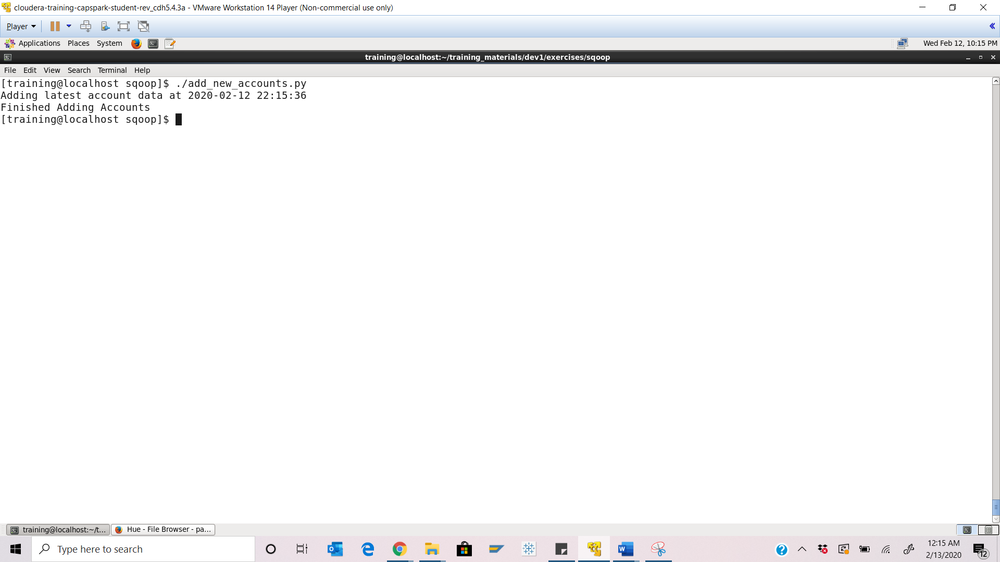 cloudera-training-capspark-student-rev_cdh5.4.3a - VMware Workstation 14 Player (Non-commercial use only)
Player
Applications Places System
Wed Feb 12, 10:15 PM
training@localhost:~/training_materials/dev1/exercises/sqoop
File Edit View Search Terminal Help
[training@localhost sqoop]$ ./add_new_accounts.py
Adding latest account data at 2020-02-12 22:15:36
Finished Adding Accounts
[training@localhost sqoop]$
training@localhost:~/t...
Hue - File Browser - pa...
Type here to search
12:15 AM
2/13/2020
12